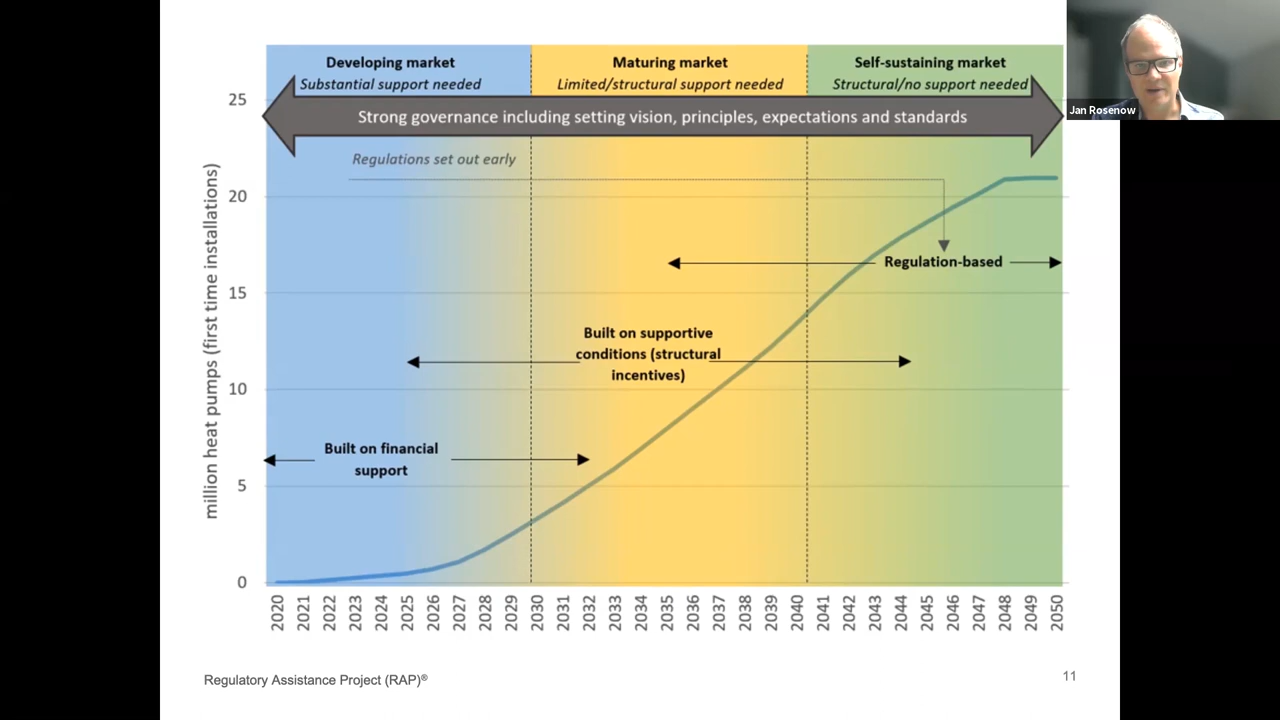 Developing market
Substantial support needed
Maturing market
Limited/structural support needed
Self-sustaining market
Structural/no support needed
Jan Rosenow
Strong governance including setting vision, principles, expectations and standards
Regulations set out early
Regulation-based
Built on supportive
conditions (structural
incentives)
Built on financial
support
million heat pumps (first time installations)
25
20
15
10
5
0
2020
2021
2022
2023
2024
2025
2026
2027
2028
2029
2030
2031
2032
2033
2034
2035
2036
2037
2038
2039
2040
2041
2042
2043
2044
2045
2046
2047
2048
2049
2050
Regulatory Assistance Project (RAP)®
11